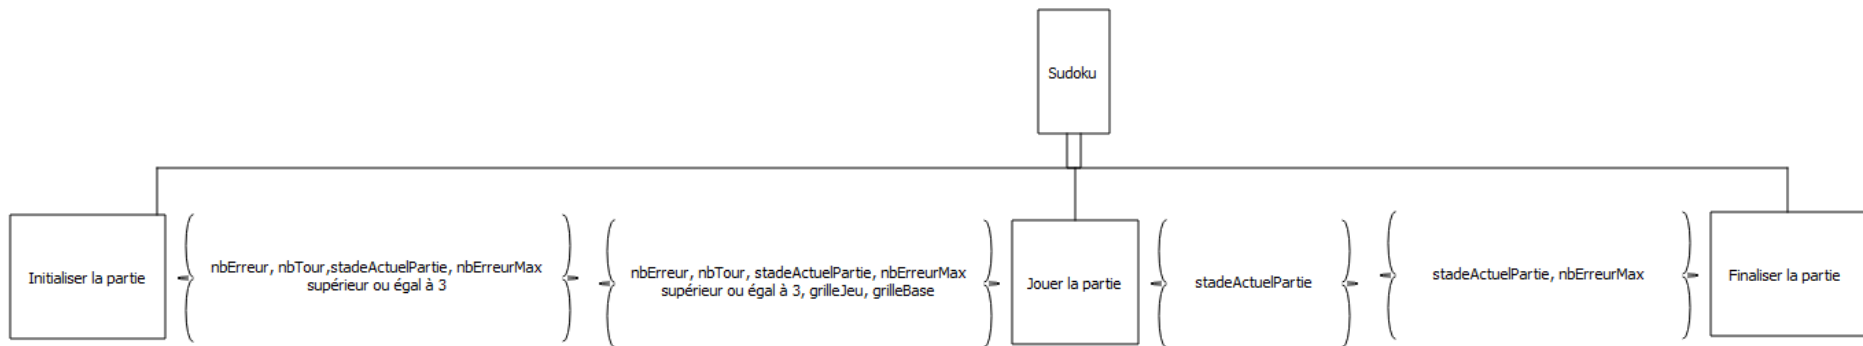 Sudoku
Initialiser la partie
nbErreur, nbTour,stadeActuelPartie, nbErreurMax
supérieur ou égal à 3
nbErreur, nbTour, stadeActuelPartie, nbErreurMax
supérieur ou égal à 3, grilleJeu, grilleBase
Jouer la partie
stadeActuelPartie
stadeActuelPartie, nbErreurMax
Finaliser la partie